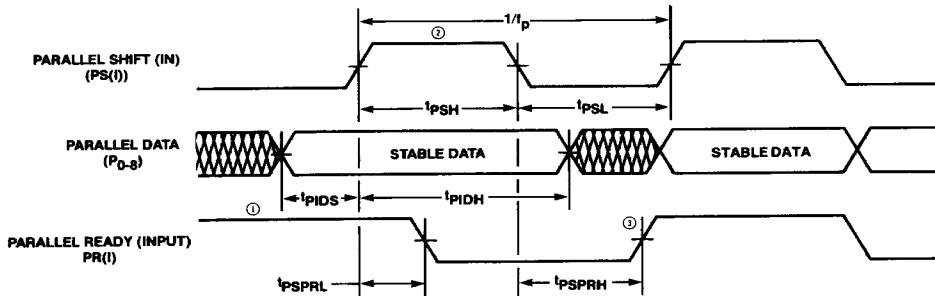 1/fp
②
PARALLEL SHIFT (IN)
(PS(I))
tPSH
tPSL
PARALLEL DATA
(P0-8)
STABLE DATA
STABLE DATA
tPIDS
tPIDH
①
③
PARALLEL READY (INPUT)
PR(I)
tPSPRL
tPSPRH